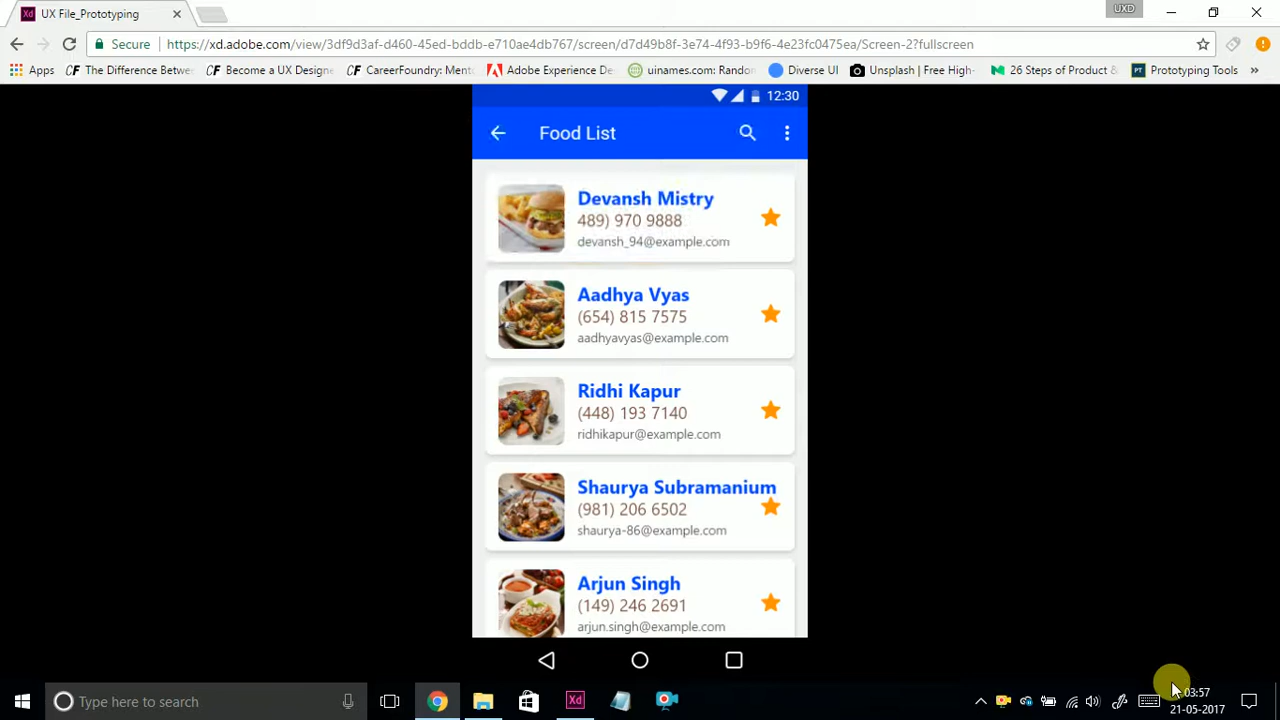 UX File_Prototyping
UXD
Secure
https://xd.adobe.com/view/3df9d3af-d460-45ed-bddb-e710ae4db767/screen/d7d49b8f-3e74-4f93-b9f6-4e23fc0475ea/Screen-2?fullscreen
Apps
The Difference Betwe
Become a UX Designe
CareerFoundry: Mento
Adobe Experience De
uinames.com: Random
Diverse UI
Unsplash | Free High-
26 Steps of Product &
Prototyping Tools
12:30
Food List
Devansh Mistry
489) 970 9888
devansh_94@example.com
Aadhya Vyas
(654) 815 7575
aadhyavyas@example.com
Ridhi Kapur
(448) 193 7140
ridhikapur@example.com
Shaurya Subramanium
(981) 206 6502
shaurya-86@example.com
Arjun Singh
(149) 246 2691
arjun.singh@example.com
Type here to search
03:57
21-05-2017